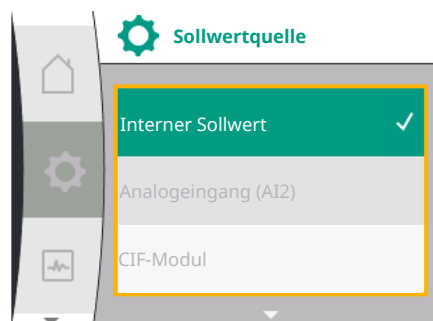 Sollwertquelle
Interner Sollwert
Analogeingang (AI2)
CIF-Modul